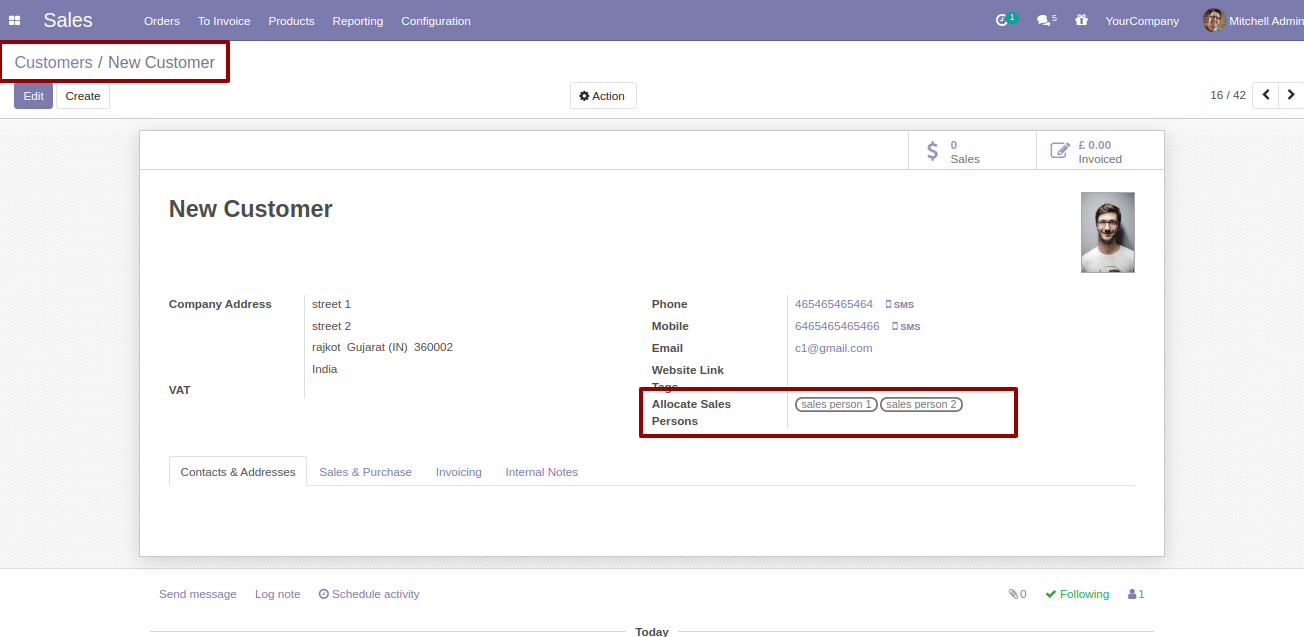 Sales Orders To Invoice Products Reporting Configuration 1 5 YourCompany Mitchell Admin
Customers / New Customer
Edit Create Action 16 / 42
0
Sales
£ 0.00
Invoiced
New Customer
Company Address street 1
street 2
rajkot Gujarat (IN) 360002
India
VAT
Phone 465465465464 SMS
Mobile 6465465465466 SMS
Email c1@gmail.com
Website Link
Tags
Allocate Sales Persons sales person 1 sales person 2
Contacts & Addresses Sales & Purchase Invoicing Internal Notes
Send message Log note Schedule activity 0 Following 1
Today